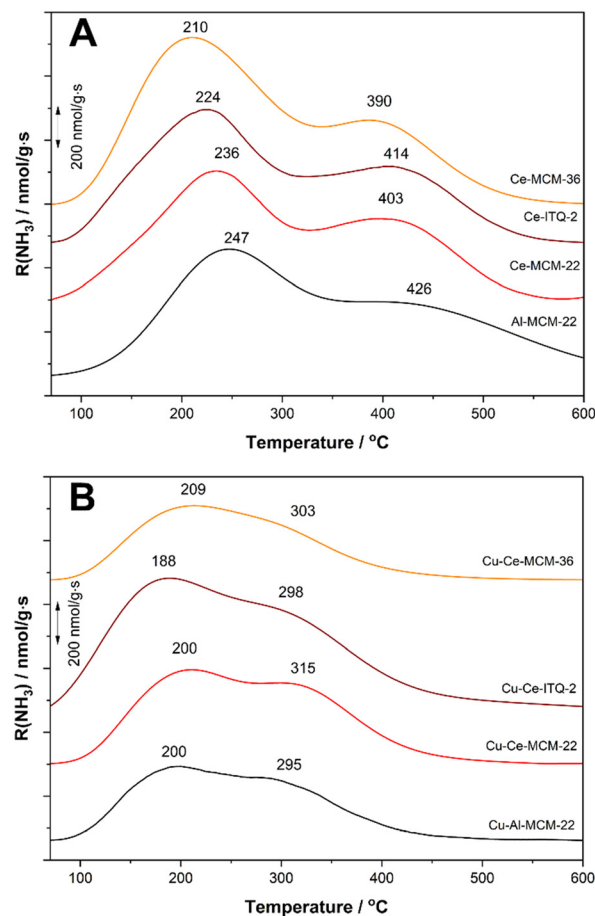 A
210
390
200 nmol/g·s
Ce-MCM-36
224
414
Ce-ITQ-2
236
403
Ce-MCM-22
247
426
Al-MCM-22
R(NH3) / nmol/g·s
100 200 300 400 500 600
Temperature / °C
B
209
303
Cu-Ce-MCM-36
200 nmol/g·s
188
298
Cu-Ce-ITQ-2
200
315
Cu-Ce-MCM-22
200
295
Cu-Al-MCM-22
R(NH3) / nmol/g·s
100 200 300 400 500 600
Temperature / °C